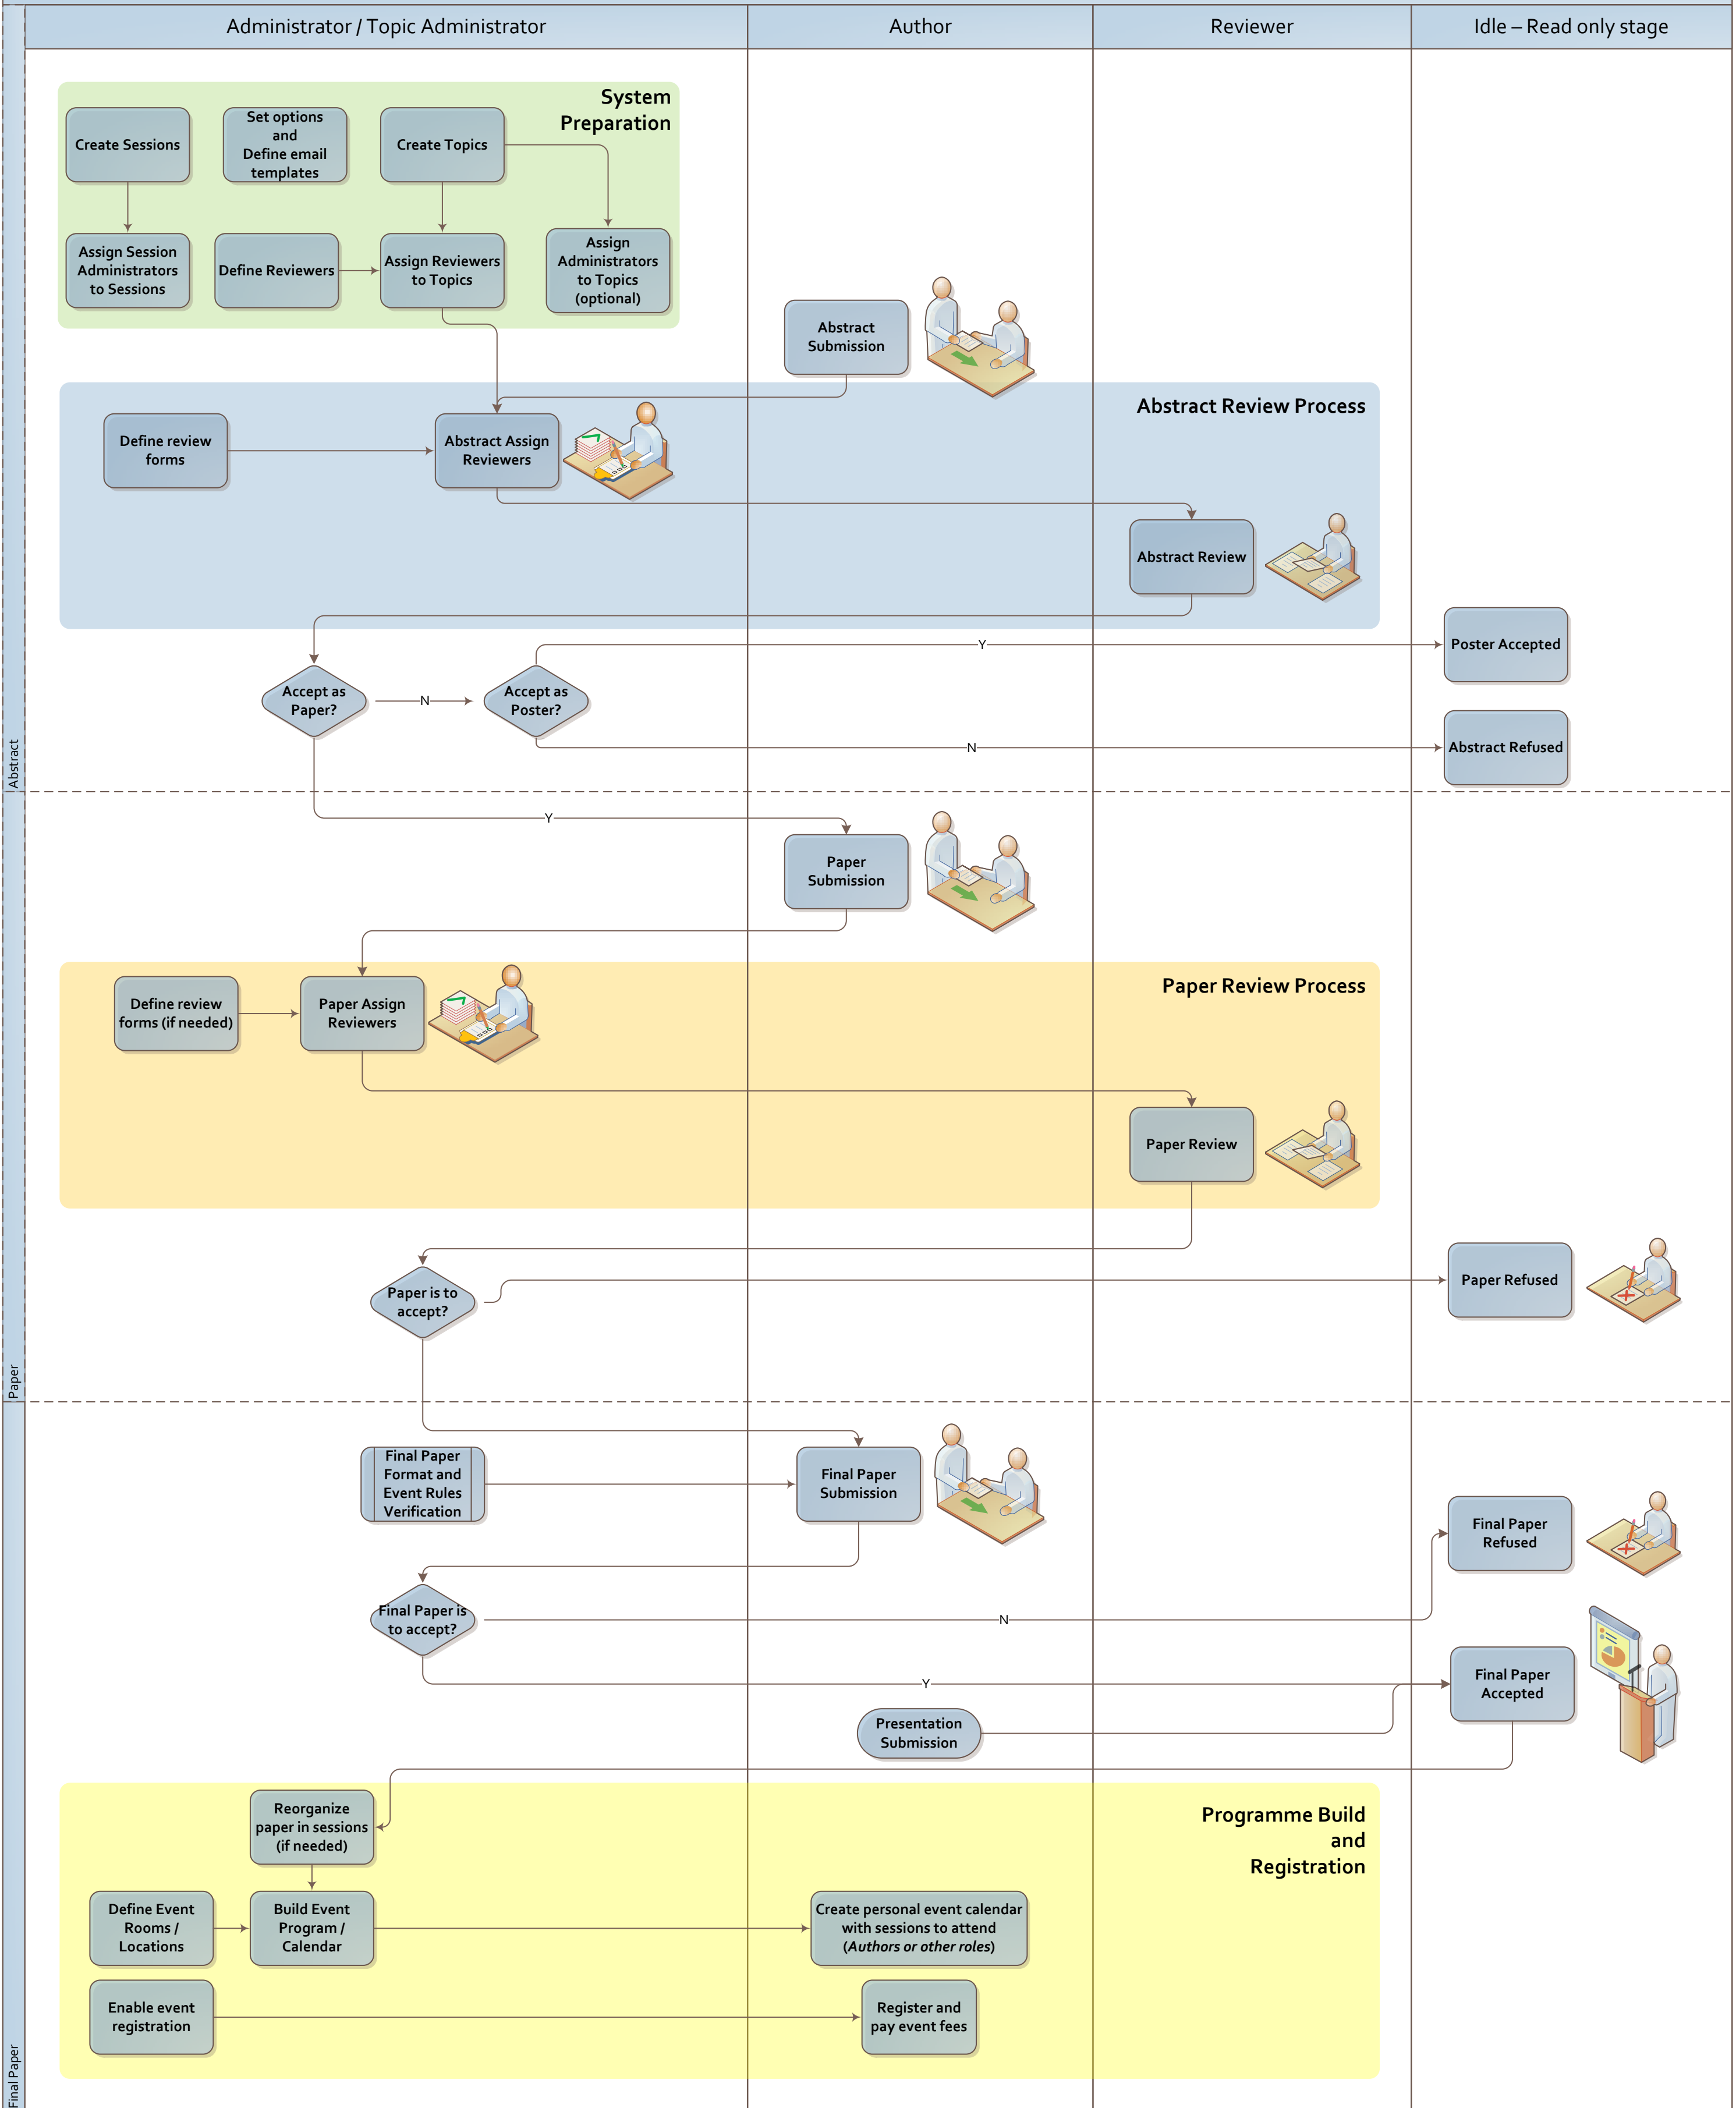 Administrator / Topic Administrator
Author
Reviewer
Idle – Read only stage
System
Preparation
Create Sessions
Set options
and
Define email
templates
Create Topics
Assign Session
Administrators
to Sessions
Define Reviewers
Assign Reviewers
to Topics
Assign
Administrators
to Topics
(optional)
Abstract
Submission
Abstract Review Process
Define review
forms
Abstract Assign
Reviewers
Abstract Review
Y
Poster Accepted
Accept as
Paper?
N
Accept as
Poster?
N
Abstract Refused
Abstract
Y
Paper
Submission
Paper Review Process
Define review
forms (if needed)
Paper Assign
Reviewers
Paper Review
Paper is to
accept?
Paper Refused
Paper
Final Paper
Format and
Event Rules
Verification
Final Paper
Submission
Final Paper
Refused
Final Paper is
to accept?
N
Y
Final Paper
Accepted
Presentation
Submission
Programme Build
and
Registration
Reorganize
paper in sessions
(if needed)
Define Event
Rooms /
Locations
Build Event
Program /
Calendar
Create personal event calendar
with sessions to attend
(Authors or other roles)
Enable event
registration
Register and
pay event fees
Final Paper